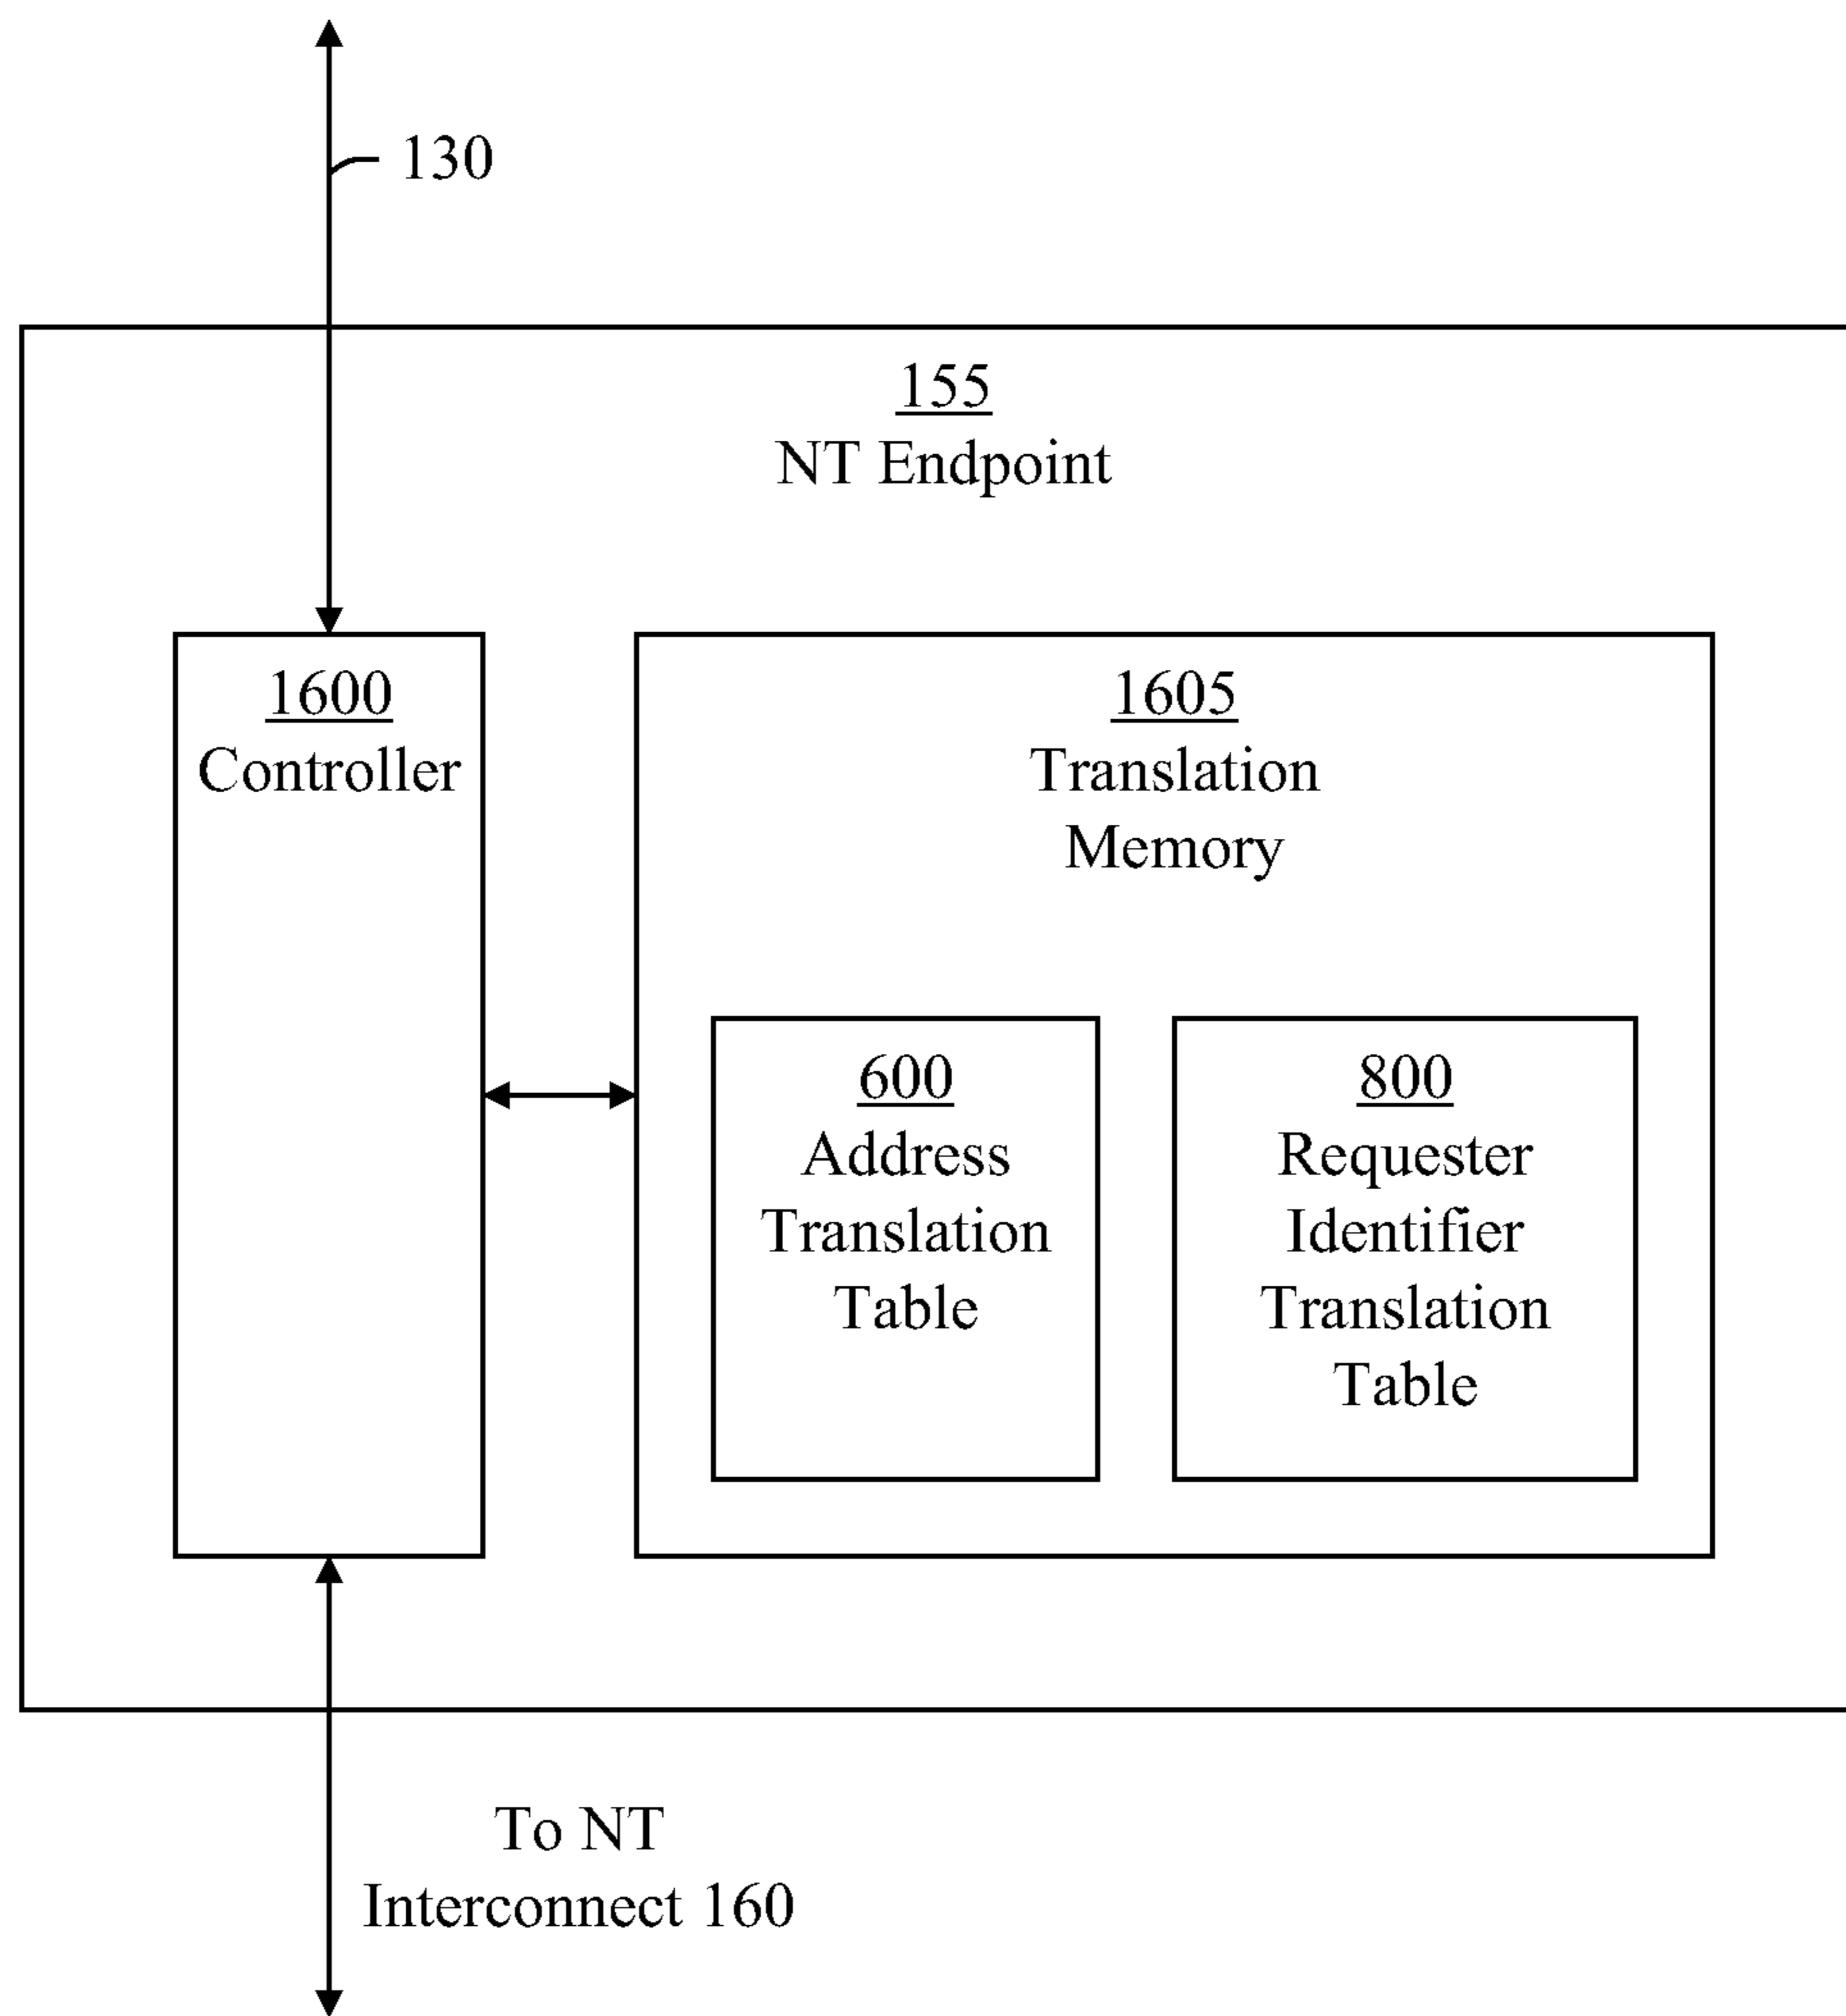 130
155
NT Endpoint
1600
Controller
1605
Translation
Memory
600
Address
Translation
Table
800
Requester
Identifier
Translation
Table
To NT
Interconnect 160